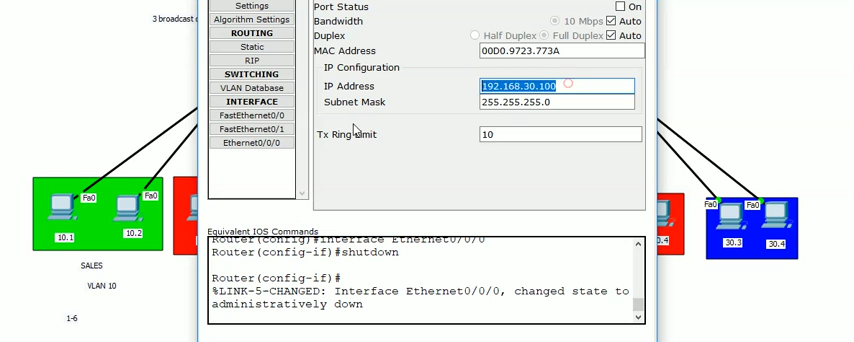 3 broadcast
Settings
Algorithm Settings
ROUTING
Static
RIP
SWITCHING
VLAN Database
INTERFACE
FastEthernet0/0
FastEthernet0/1
Ethernet0/0/0
Port Status
On
Bandwidth
10 Mbps
Auto
Duplex
Half Duplex
Full Duplex
Auto
MAC Address
00D0.9723.773A
IP Configuration
IP Address
192.168.30.100
Subnet Mask
255.255.255.0
Tx Ring Limit
10
Equivalent IOS Commands
Router(config)#interface Ethernet0/0/0
Router(config-if)#shutdown
Router(config-if)#
%LINK-5-CHANGED: Interface Ethernet0/0/0, changed state to
administratively down
Fa0
Fa0
10.1
10.2
SALES
VLAN 10
1-6
Fa0
Fa0
30.3
30.4